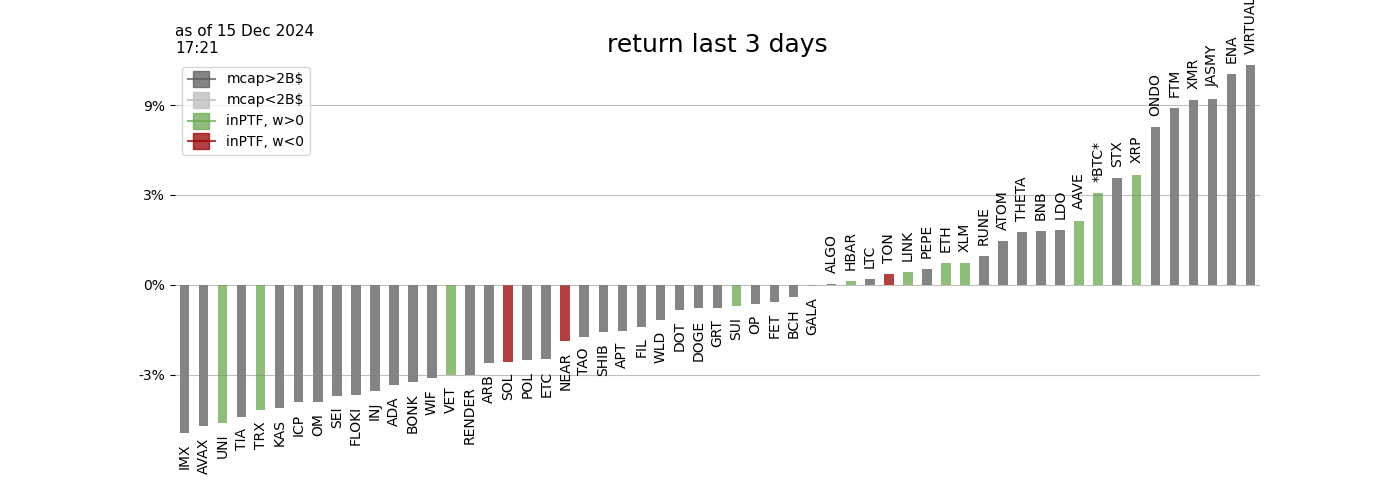 as of 15 Dec 2024
17:21
return last 3 days
mcap>2B$
mcap<2B$
inPTF, w>0
inPTF, w<0
9%
3%
0%
-3%
IMX
AVAX
UNI
TIA
TRX
KAS
ICP
OM
SEI
FLOKI
INJ
ADA
BONK
WIF
VET
RENDER
ARB
SOL
POL
ETC
NEAR
TAO
SHIB
APT
FIL
WLD
DOT
DOGE
GRT
SUI
OP
FET
BCH
GALA
ALGO
HBAR
LTC
TON
LINK
PEPE
ETH
XLM
RUNE
ATOM
THETA
BNB
LDO
AAVE
*BTC*
STX
XRP
ONDO
FTM
XMR
JASMY
ENA
VIRTUAL